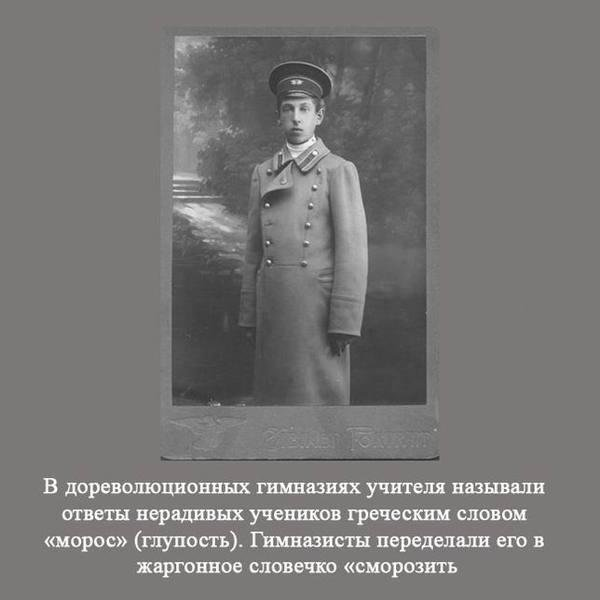 В дореволюционных гимназиях учителя называли
ответы нерадивых учеников греческим словом
«морос» (глупость). Гимназисты переделали его в
жаргонное словечко «сморозить